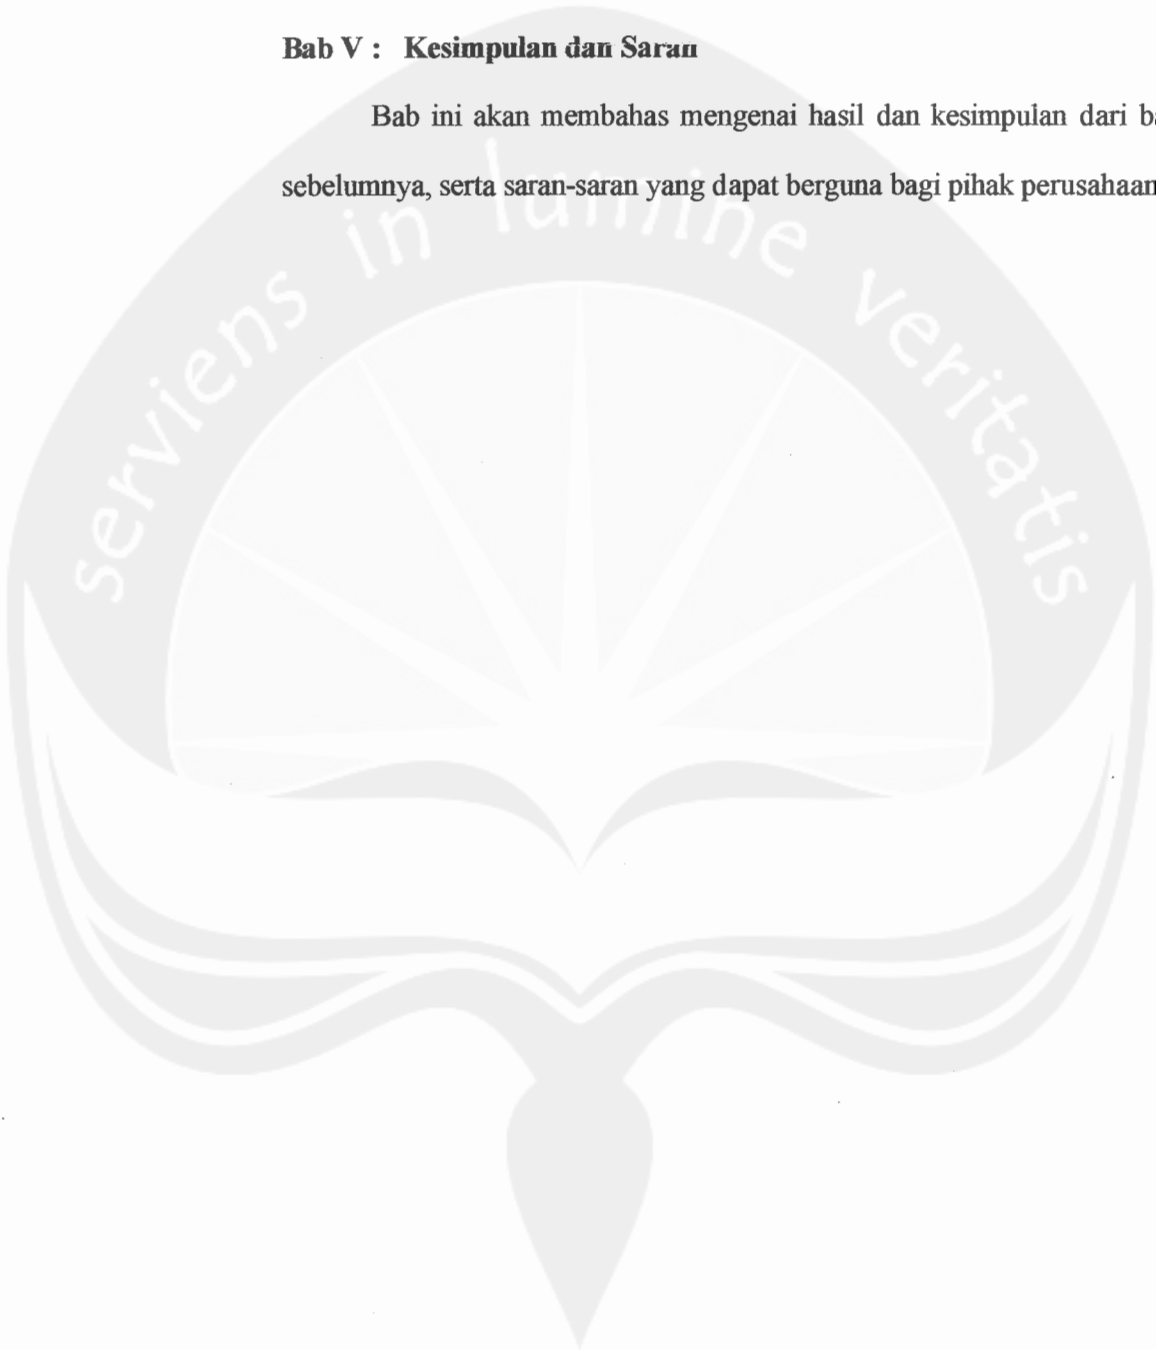 Bab V : Kesimpulan dan Saran
Bab ini akan membahas mengenai hasil dan kesimpulan dari
sebelumnya, serta saran-saran yang dapat berguna bagi pihak perusahaan
serviens in lumine veritatis